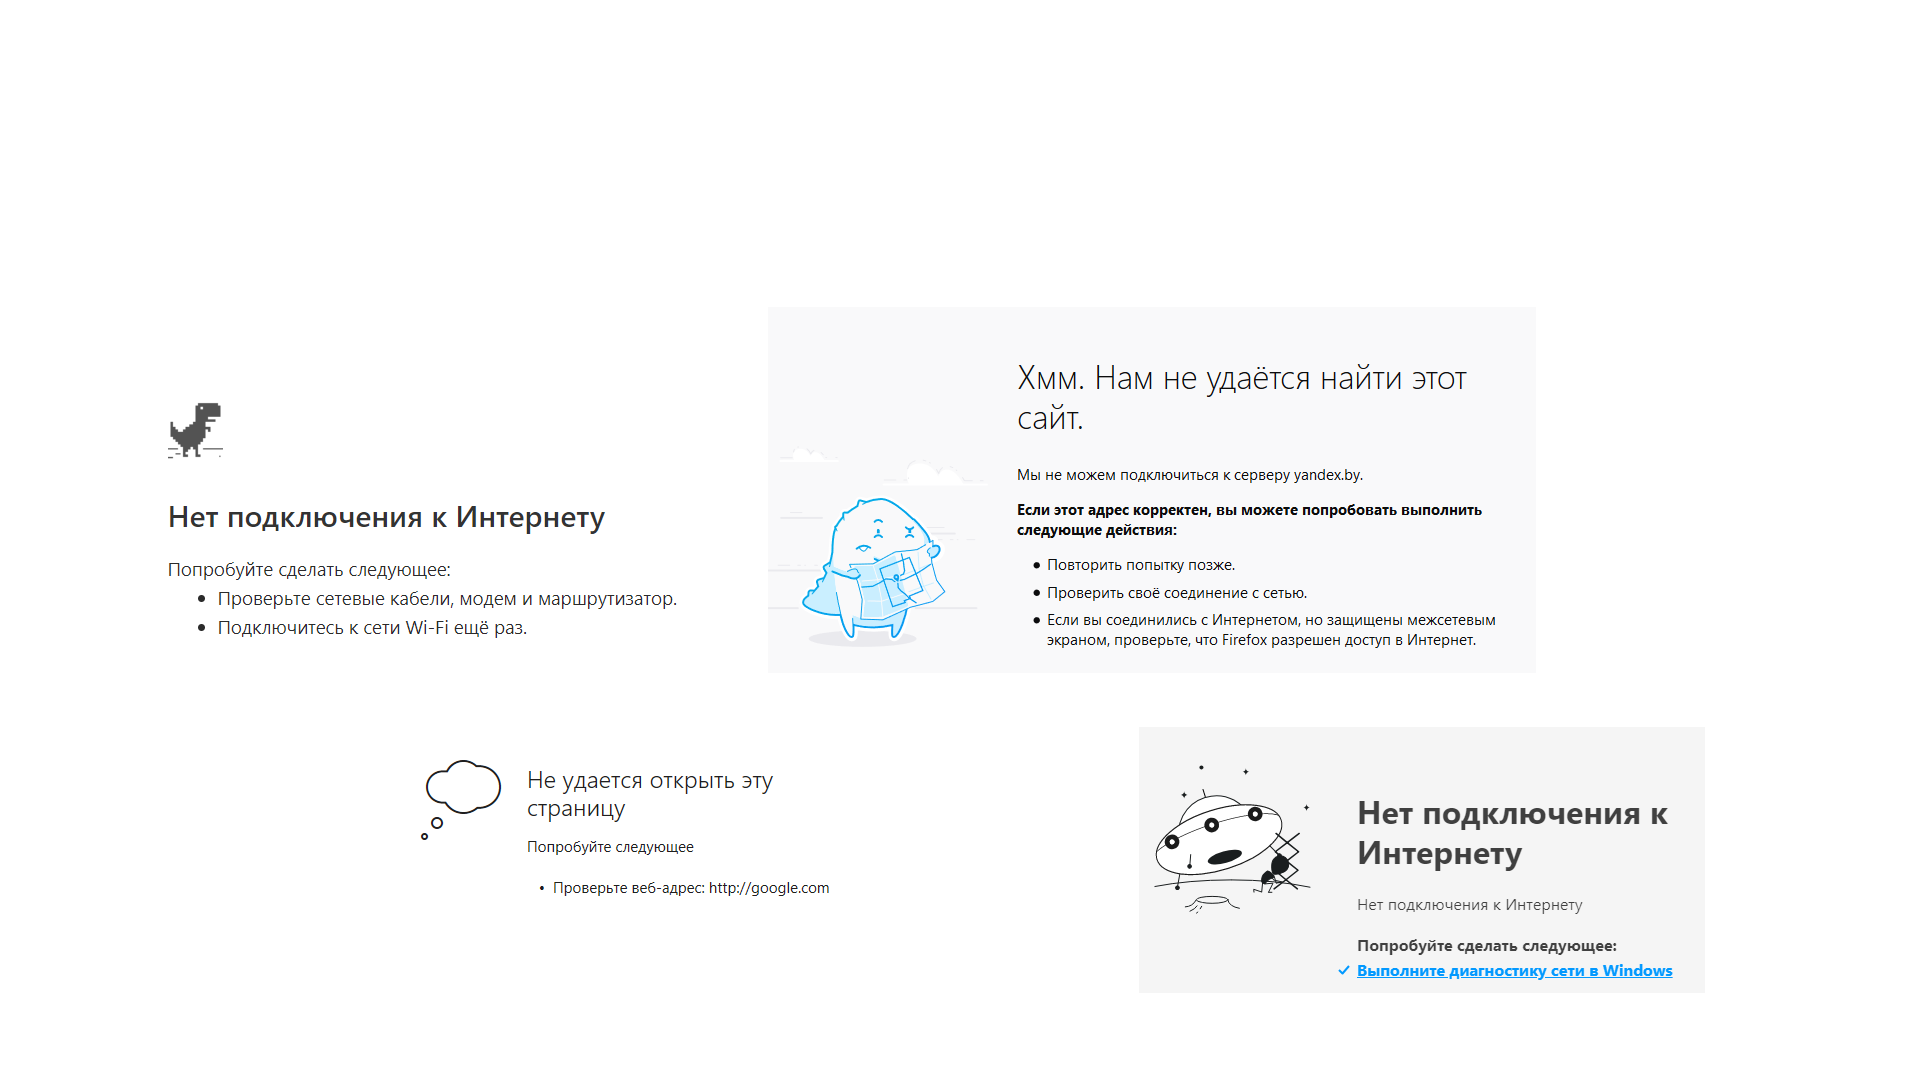 Нет подключения к Интернету
Попробуйте сделать следующее:
• Проверьте сетевые кабели, модем и маршрутизатор.
• Подключитесь к сети Wi-Fi ещё раз.
Хмм. Нам не удаётся найти этот
сайт.
Мы не можем подключиться к серверу yandex.by.
Если этот адрес корректен, вы можете попробовать выполнить
следующие действия:
• Повторить попытку позже.
• Проверить своё соединение с сетью.
• Если вы соединились с Интернетом, но защищены межсетевым
экраном, проверьте, что Firefox разрешен доступ в Интернет.
Не удается открыть эту
страницу
Попробуйте следующее
• Проверьте веб-адрес: http://google.com
Нет подключения к
Интернету
Нет подключения к Интернету
Попробуйте сделать следующее:
Выполните диагностику сети в Windows